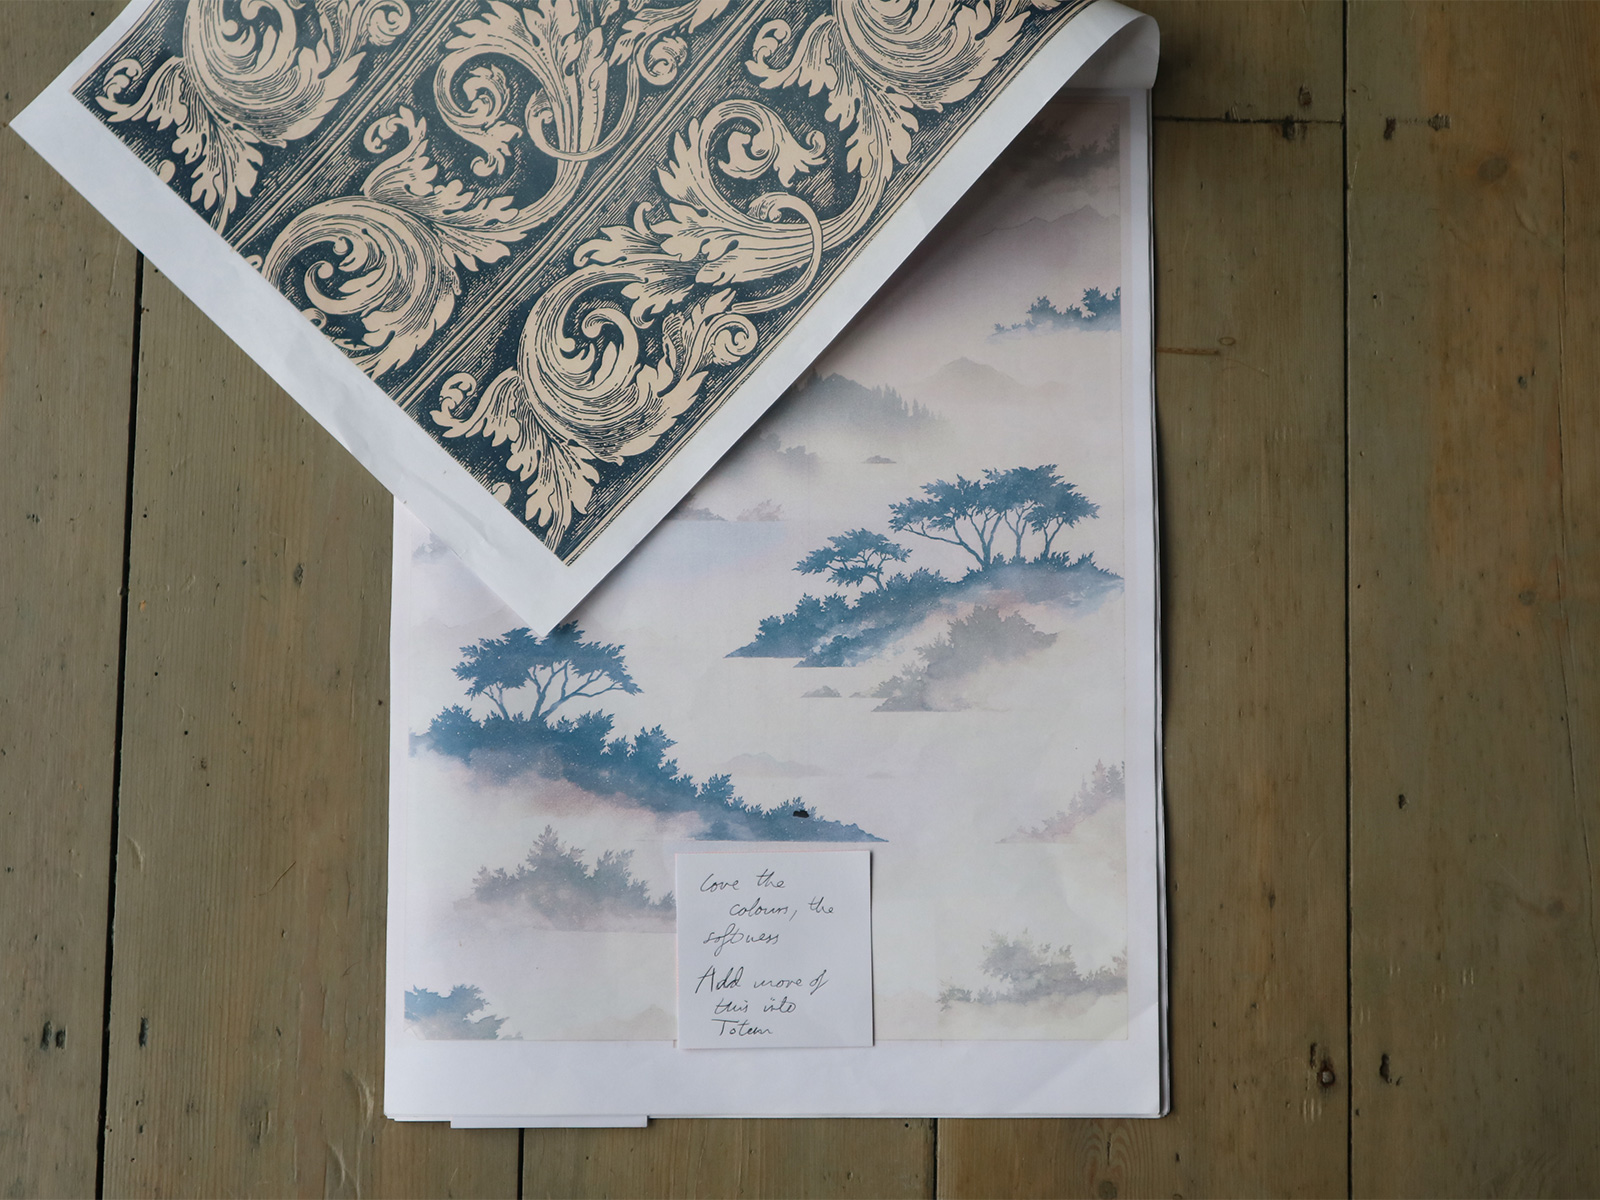 Love the
colours, the
softness
Add more of
this into
Totem